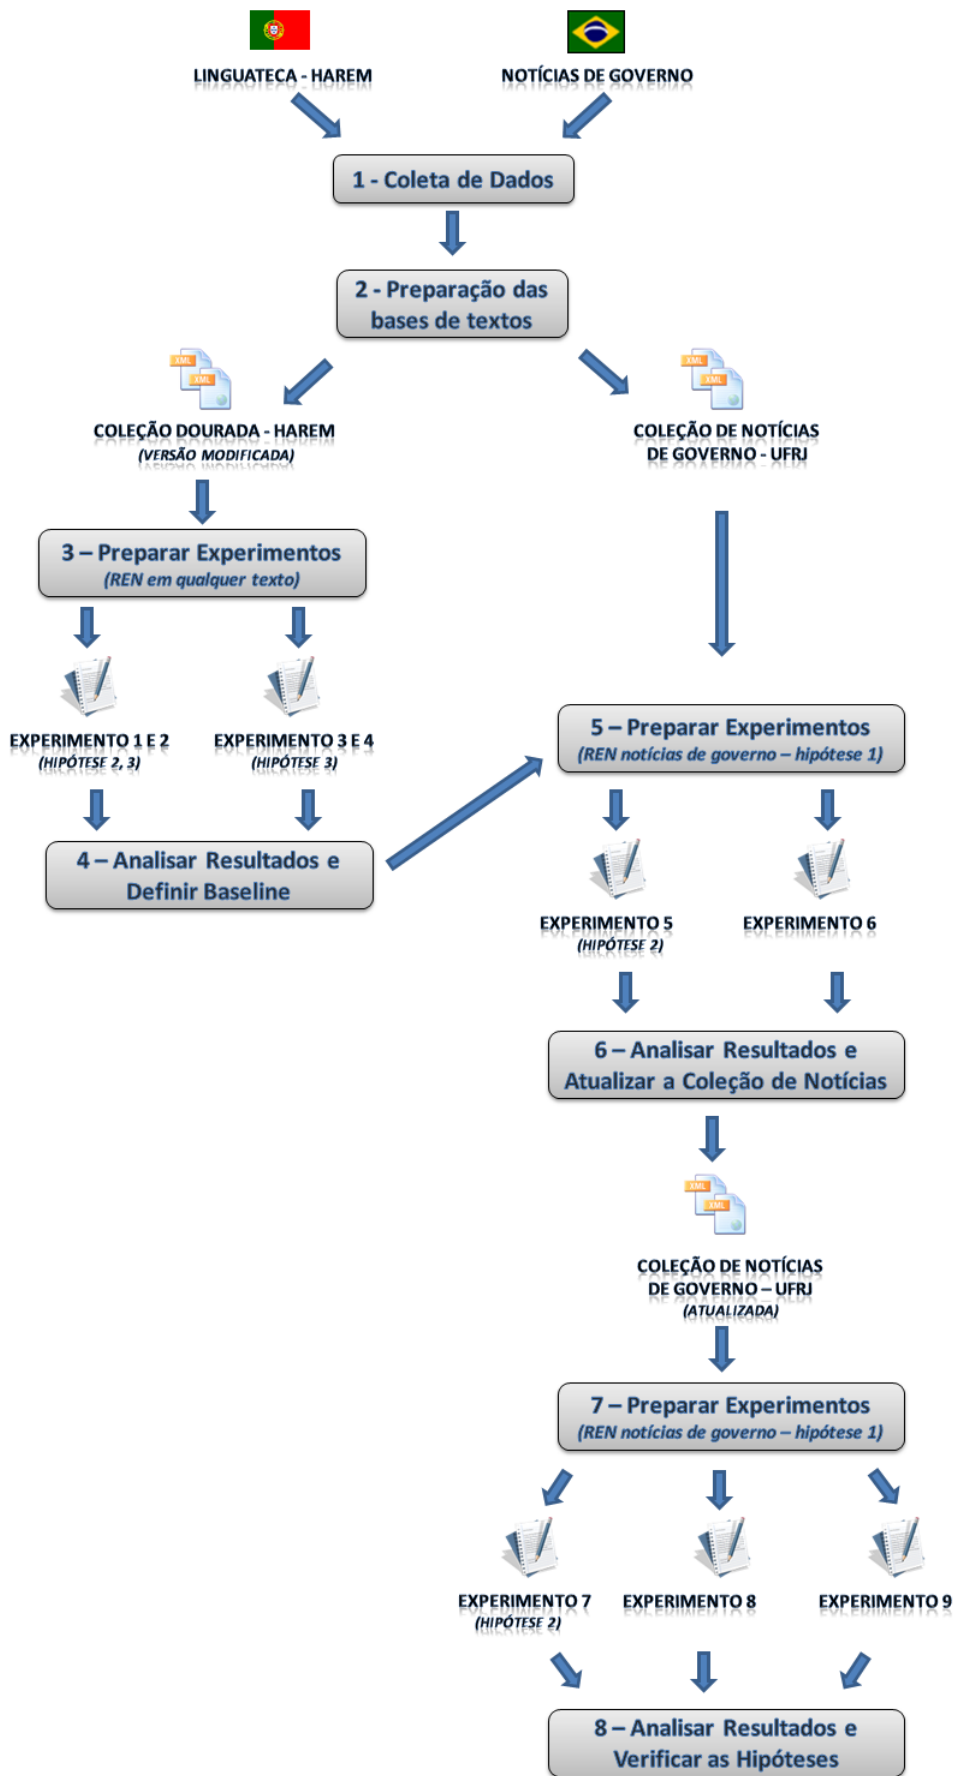 LINGUATECA - HAREM
NOTÍCIAS DE GOVERNO
1 - Coleta de Dados
2 - Preparação das
bases de textos
XML
XML
COLEÇÃO DOURADA - HAREM
(VERSÃO MODIFICADA)
XML
XML
COLEÇÃO DE NOTÍCIAS
DE GOVERNO - UFRJ
3 – Preparar Experimentos
(REN em qualquer texto)
EXPERIMENTO 1 E 2
(HIPÓTESE 2, 3)
EXPERIMENTO 3 E 4
(HIPÓTESE 3)
4 – Analisar Resultados e
Definir Baseline
5 – Preparar Experimentos
(REN notícias de governo – hipótese 1)
EXPERIMENTO 5
(HIPÓTESE 2)
EXPERIMENTO 6
6 – Analisar Resultados e
Atualizar a Coleção de Notícias
XML
XML
COLEÇÃO DE NOTÍCIAS
DE GOVERNO – UFRJ
(ATUALIZADA)
7 – Preparar Experimentos
(REN notícias de governo – hipótese 1)
EXPERIMENTO 7
(HIPÓTESE 2)
EXPERIMENTO 8
EXPERIMENTO 9
8 – Analisar Resultados e
Verificar as Hipóteses